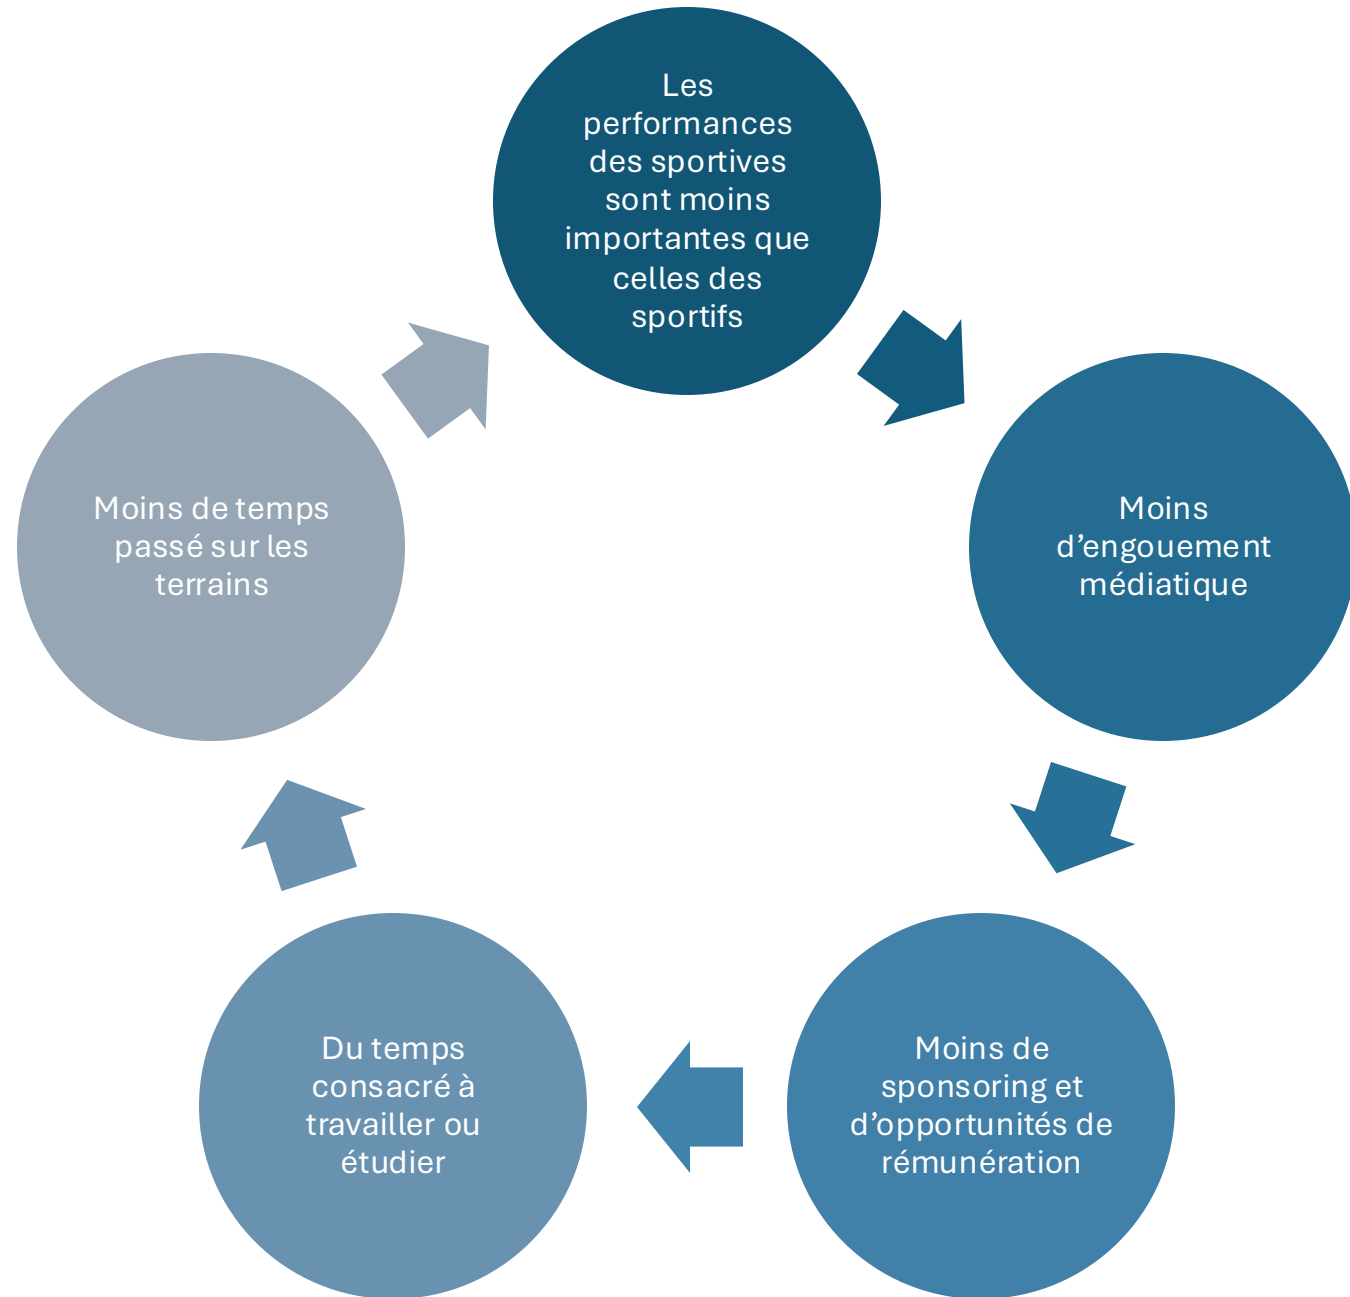 Les
performances
des sportives
sont moins
importantes que
celles des
sportifs
Moins
d’engouement
médiatique
Moins de
sponsoring et
d’opportunités de
rémunération
Du temps
consacré à
travailler ou
étudier
Moins de temps
passé sur les
terrains